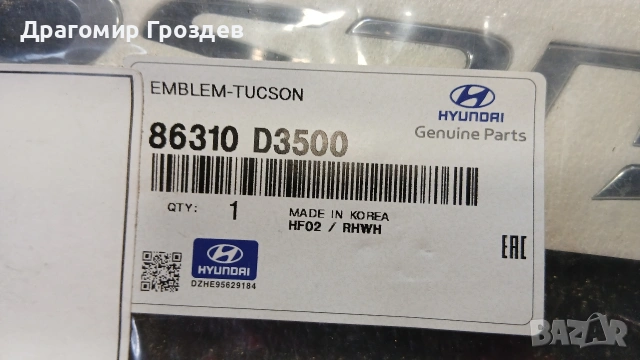 Драгомир Гроздев
EMBLEM-TUCSON
HYUNDAI
Genuine Parts
86310 D3500
QTY: 1
MADE IN KOREA
HF02 / RHWH
EAC
HYUNDAI
DZHE95629184
BAZAR